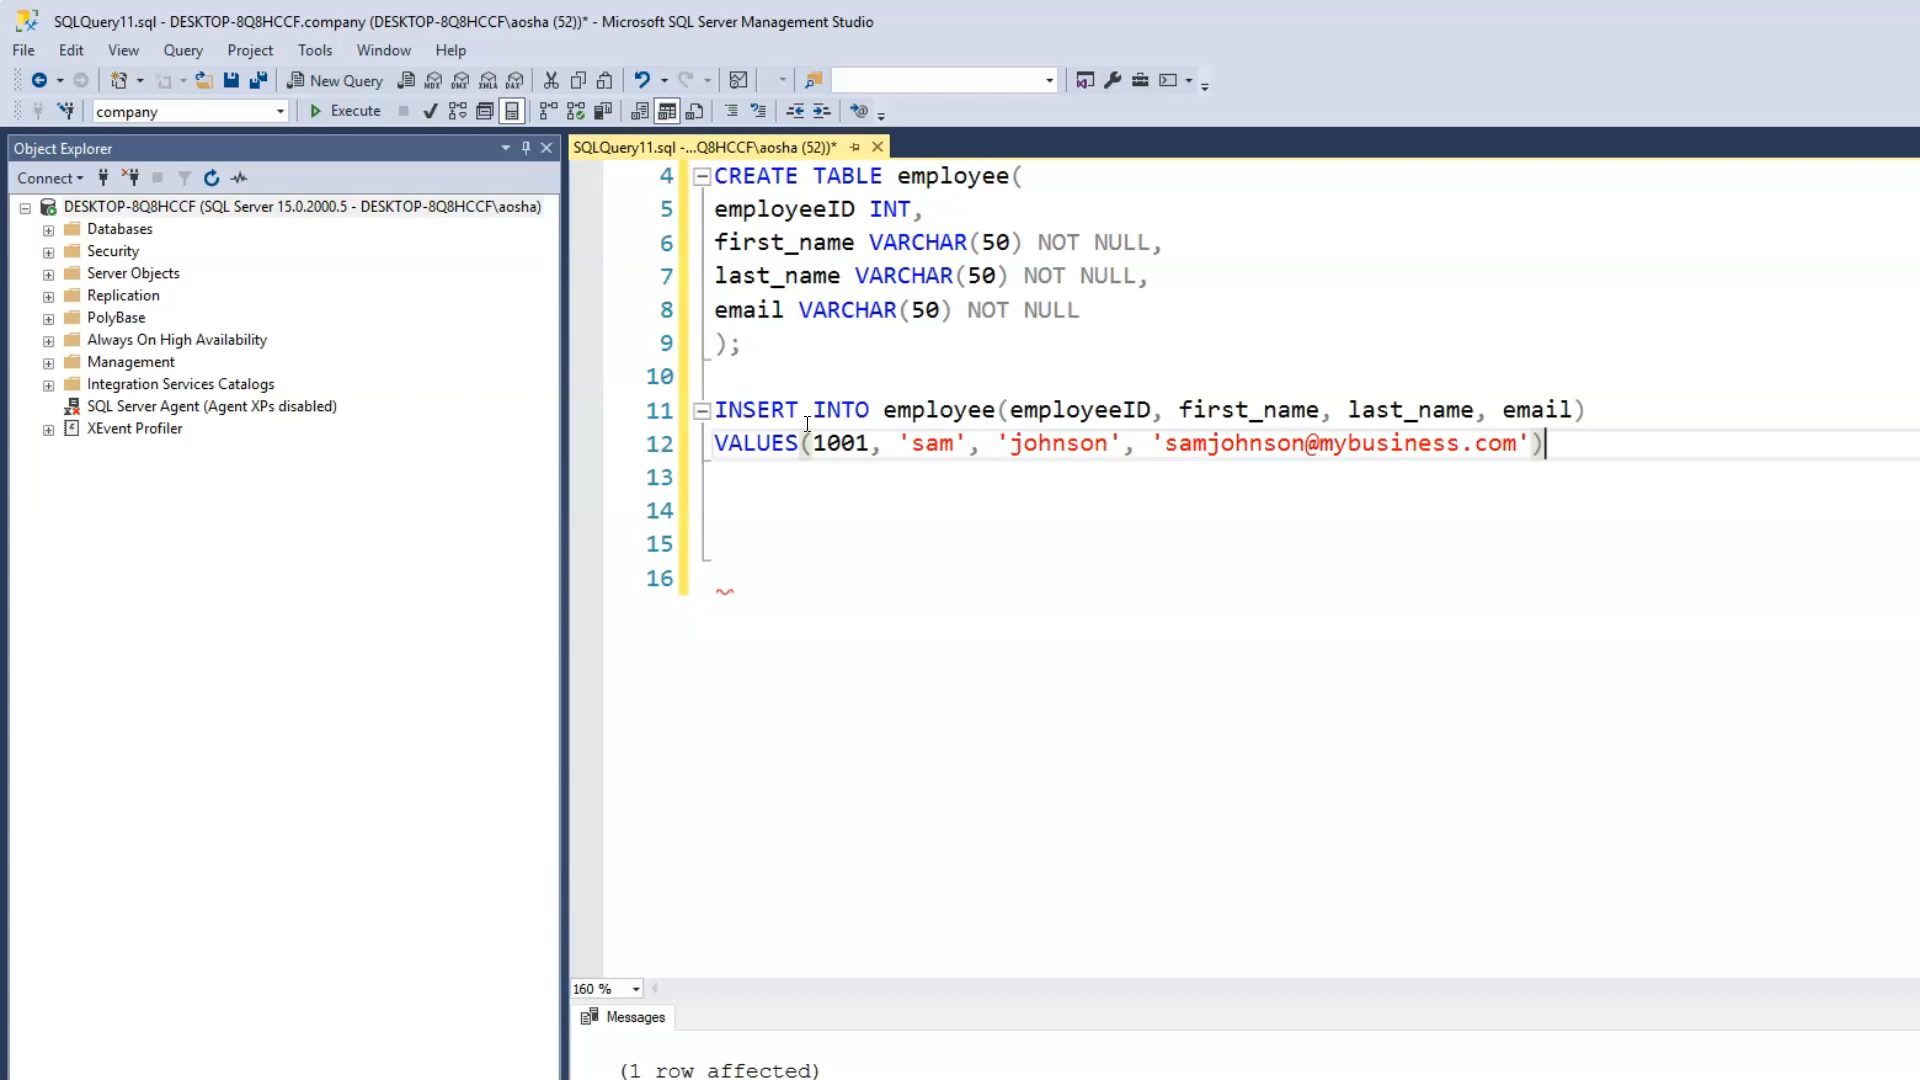 SQLQuery11.sql - DESKTOP-8Q8HCCF.company (DESKTOP-8Q8HCCF\aosha (52))* - Microsoft SQL Server Management Studio
File Edit View Query Project Tools Window Help
New Query
company Execute
Object Explorer
Connect
DESKTOP-8Q8HCCF (SQL Server 15.0.2000.5 - DESKTOP-8Q8HCCF\aosha)
Databases
Security
Server Objects
Replication
PolyBase
Always On High Availability
Management
Integration Services Catalogs
SQL Server Agent (Agent XPs disabled)
XEvent Profiler
SQLQuery11.sql -...Q8HCCF\aosha (52))*
4 CREATE TABLE employee(
5 employeeID INT,
6 first_name VARCHAR(50) NOT NULL,
7 last_name VARCHAR(50) NOT NULL,
8 email VARCHAR(50) NOT NULL
9 );
10
11 INSERT INTO employee(employeeID, first_name, last_name, email)
12 VALUES(1001, 'sam', 'johnson', 'samjohnson@mybusiness.com')
13
14
15
16
160 %
Messages
(1 row affected)